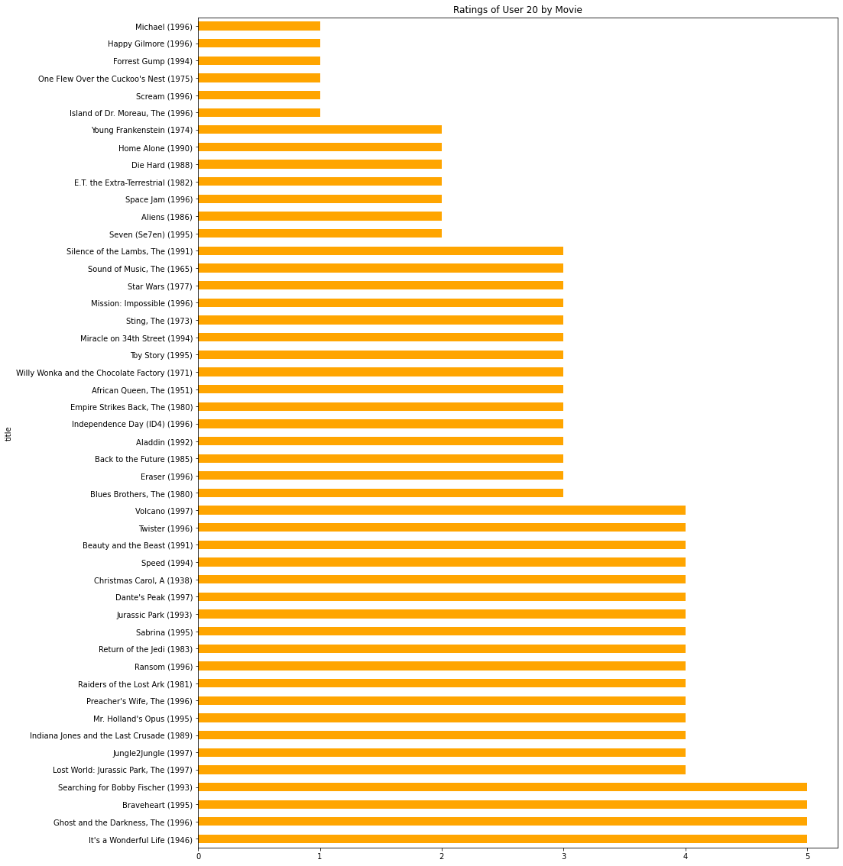 Ratings of User 20 by Movie
Michael (1996)
Happy Gilmore (1996)
Forrest Gump (1994)
One Flew Over the Cuckoo's Nest (1975)
Scream (1996)
Island of Dr. Moreau, The (1996)
Young Frankenstein (1974)
Home Alone (1990)
Die Hard (1988)
E.T. the Extra-Terrestrial (1982)
Space Jam (1996)
Aliens (1986)
Seven (Se7en) (1995)
Silence of the Lambs, The (1991)
Sound of Music, The (1965)
Star Wars (1977)
Mission: Impossible (1996)
Sting, The (1973)
Miracle on 34th Street (1994)
Toy Story (1995)
Willy Wonka and the Chocolate Factory (1971)
African Queen, The (1951)
Empire Strikes Back, The (1980)
Independence Day (ID4) (1996)
title
Aladdin (1992)
Back to the Future (1985)
Eraser (1996)
Blues Brothers, The (1980)
Volcano (1997)
Twister (1996)
Beauty and the Beast (1991)
Speed (1994)
Christmas Carol, A (1938)
Dante's Peak (1997)
Jurassic Park (1993)
Sabrina (1995)
Return of the Jedi (1983)
Ransom (1996)
Raiders of the Lost Ark (1981)
Preacher's Wife, The (1996)
Mr. Holland's Opus (1995)
Indiana Jones and the Last Crusade (1989)
Jungle2Jungle (1997)
Lost World: Jurassic Park, The (1997)
Searching for Bobby Fischer (1993)
Braveheart (1995)
Ghost and the Darkness, The (1996)
It's a Wonderful Life (1946)
0 1 2 3 4 5